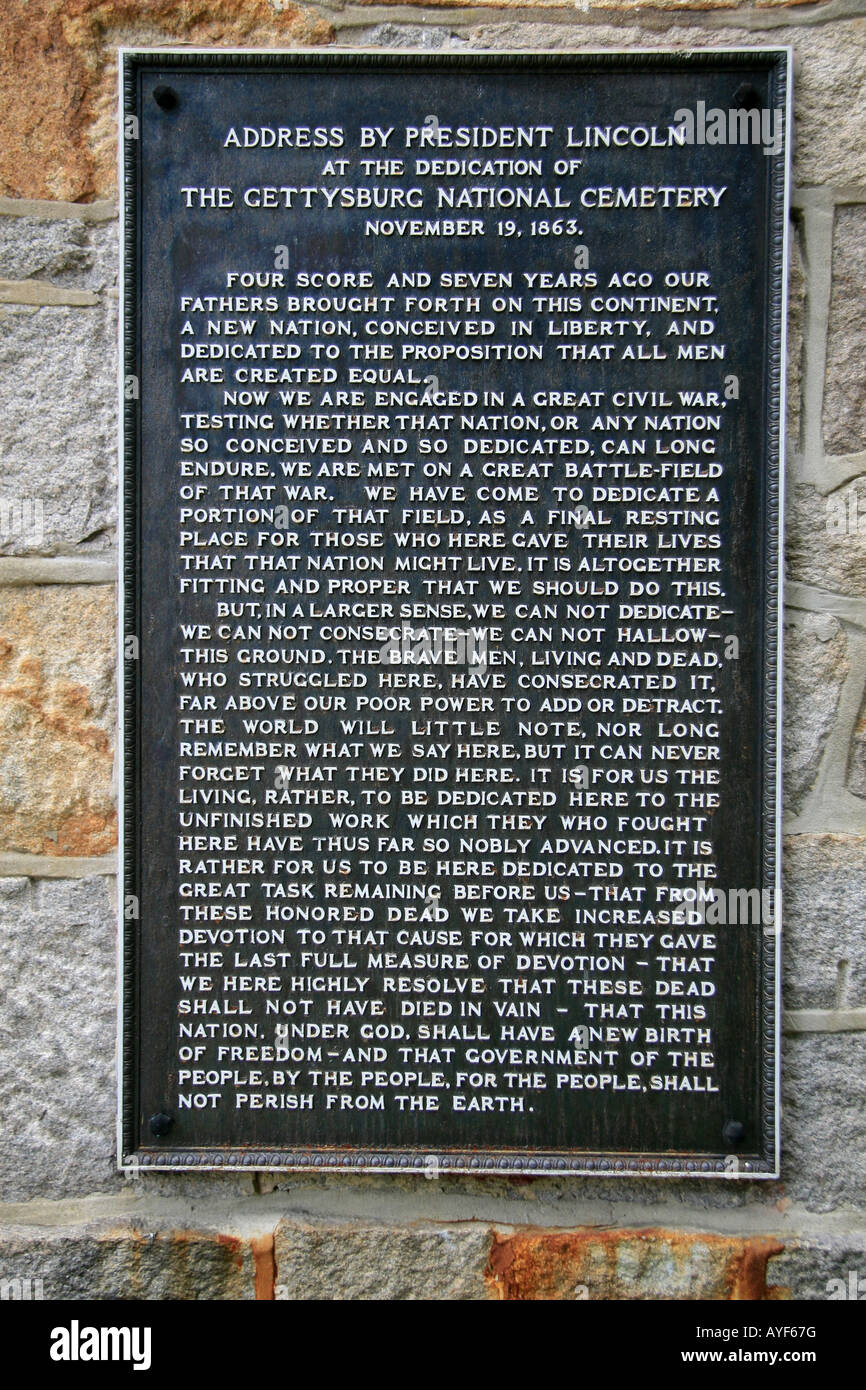 ADDRESS BY PRESIDENT LINCOLN
AT THE DEDICATION OF
THE GETTYSBURG NATIONAL CEMETERY
NOVEMBER 19, 1863.
FOUR SCORE AND SEVEN YEARS AGO OUR
FATHERS BROUGHT FORTH ON THIS CONTINENT,
A NEW NATION, CONCEIVED IN LIBERTY, AND
DEDICATED TO THE PROPOSITION THAT ALL MEN
ARE CREATED EQUAL.
NOW WE ARE ENGAGED IN A GREAT CIVIL WAR,
TESTING WHETHER THAT NATION, OR ANY NATION
SO CONCEIVED AND SO DEDICATED, CAN LONG
ENDURE. WE ARE MET ON A GREAT BATTLE-FIELD
OF THAT WAR. WE HAVE COME TO DEDICATE A
PORTION OF THAT FIELD, AS A FINAL RESTING
PLACE FOR THOSE WHO HERE GAVE THEIR LIVES
THAT THAT NATION MIGHT LIVE. IT IS ALTOGETHER
FITTING AND PROPER THAT WE SHOULD DO THIS.
BUT, IN A LARGER SENSE, WE CAN NOT DEDICATE–
WE CAN NOT CONSECRATE–WE CAN NOT HALLOW–
THIS GROUND. THE BRAVE MEN, LIVING AND DEAD,
WHO STRUGGLED HERE, HAVE CONSECRATED IT,
FAR ABOVE OUR POOR POWER TO ADD OR DETRACT.
THE WORLD WILL LITTLE NOTE, NOR LONG
REMEMBER WHAT WE SAY HERE, BUT IT CAN NEVER
FORGET WHAT THEY DID HERE. IT IS FOR US THE
LIVING, RATHER, TO BE DEDICATED HERE TO THE
UNFINISHED WORK WHICH THEY WHO FOUGHT
HERE HAVE THUS FAR SO NOBLY ADVANCED. IT IS
RATHER FOR US TO BE HERE DEDICATED TO THE
GREAT TASK REMAINING BEFORE US–THAT FROM
THESE HONORED DEAD WE TAKE INCREASED
DEVOTION TO THAT CAUSE FOR WHICH THEY GAVE
THE LAST FULL MEASURE OF DEVOTION – THAT
WE HERE HIGHLY RESOLVE THAT THESE DEAD
SHALL NOT HAVE DIED IN VAIN – THAT THIS
NATION, UNDER GOD, SHALL HAVE A NEW BIRTH
OF FREEDOM–AND THAT GOVERNMENT OF THE
PEOPLE, BY THE PEOPLE, FOR THE PEOPLE, SHALL
NOT PERISH FROM THE EARTH.
alamy
alamy
Image ID: AYF67G
www.alamy.com